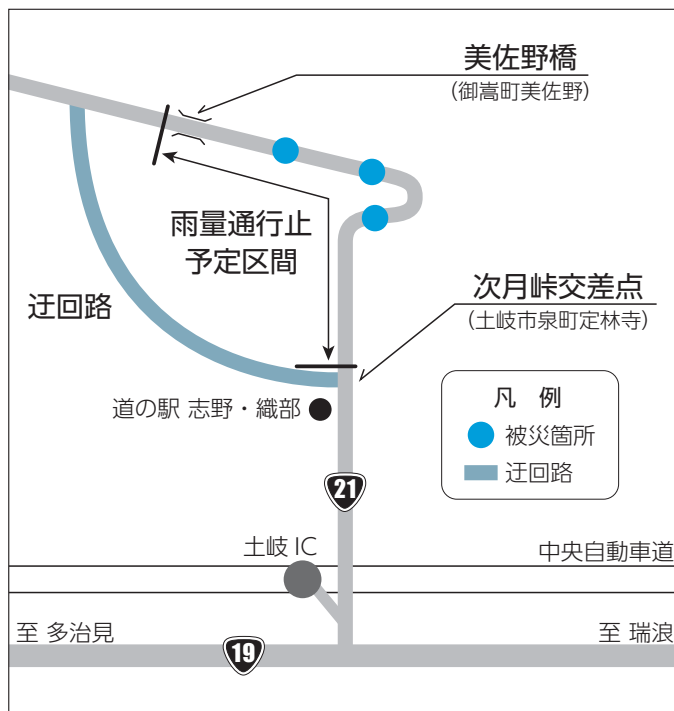 美佐野橋
(御嵩町美佐野)
雨量通行止
予定区間
迂回路
次月峠交差点
(土岐市泉町定林寺)
道の駅 志野・織部
凡 例
被災箇所
迂回路
21
土岐 IC
中央自動車道
至 多治見
至 瑞浪
19